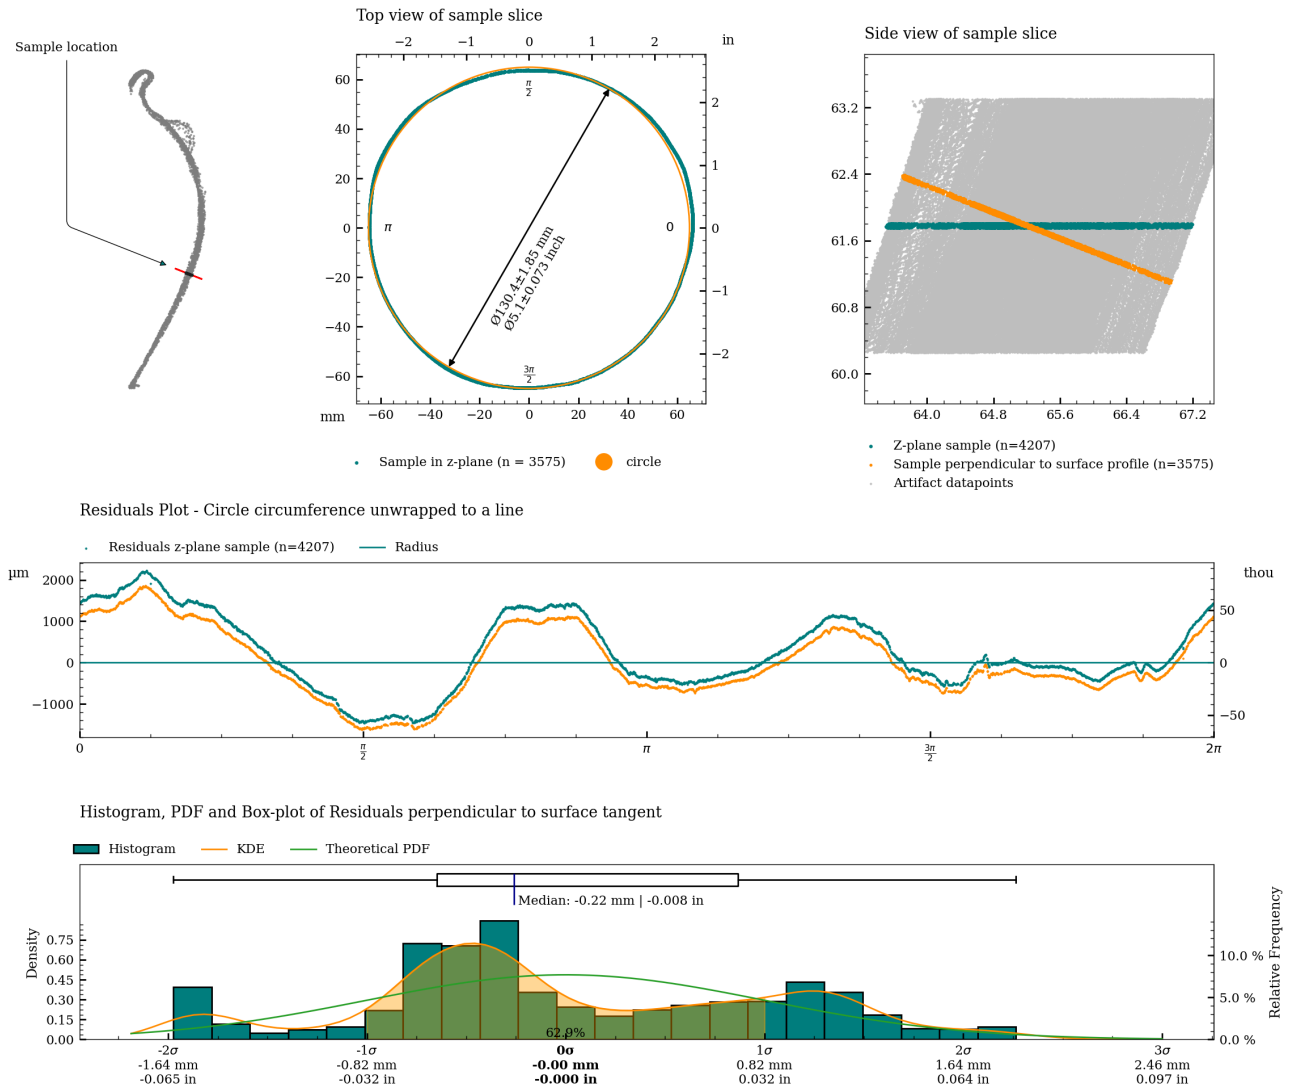 Sample location
Top view of sample slice
−2 −1 0 1 2 in
60
40
20
0
−20
−40
−60
2
1
0
−1
−2
π/2
π
0
3π/2
Ø130.4±1.85 mm
Ø5.1±0.073 inch
mm −60 −40 −20 0 20 40 60
Sample in z-plane (n = 3575) circle
Side view of sample slice
63.2
62.4
61.6
60.8
60.0
64.0 64.8 65.6 66.4 67.2
Z-plane sample (n=4207)
Sample perpendicular to surface profile (n=3575)
Artifact datapoints
Residuals Plot - Circle circumference unwrapped to a line
Residuals z-plane sample (n=4207) Radius
µm thou
2000
1000
0
−1000
50
0
−50
0 π/2 π 3π/2 2π
Histogram, PDF and Box-plot of Residuals perpendicular to surface tangent
Histogram KDE Theoretical PDF
Median: -0.22 mm | -0.008 in
Density
0.75
0.60
0.45
0.30
0.15
0.00
Relative Frequency
10.0 %
5.0 %
0.0 %
62.9%
-2σ -1σ 0σ 1σ 2σ 3σ
-1.64 mm -0.82 mm -0.00 mm 0.82 mm 1.64 mm 2.46 mm
-0.065 in -0.032 in -0.000 in 0.032 in 0.064 in 0.097 in